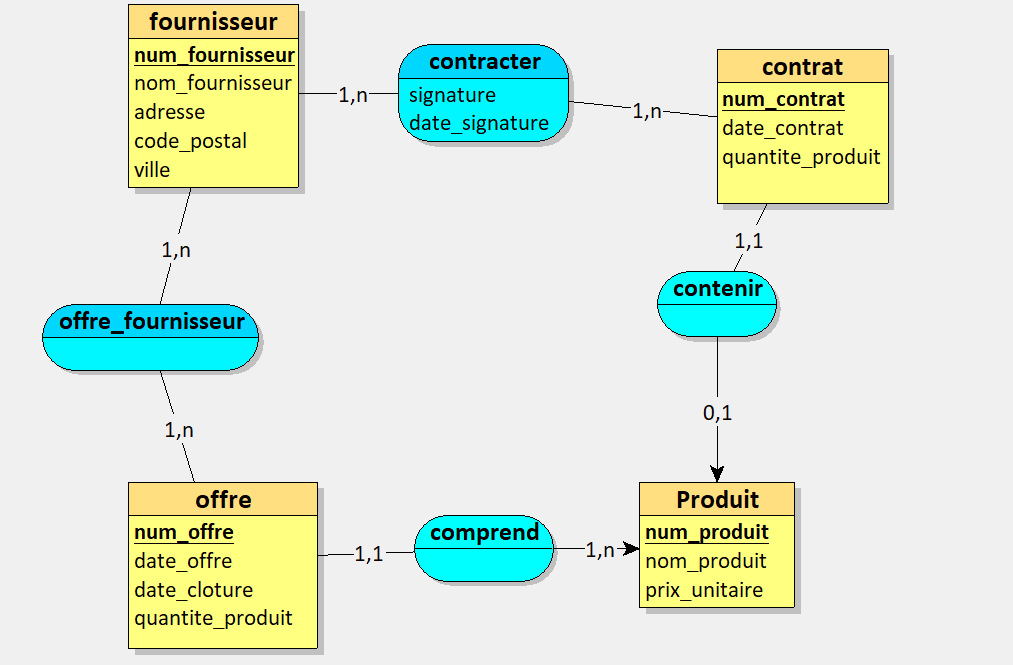 fournisseur
num_fournisseur
nom_fournisseur
adresse
code_postal
ville
1,n
contracter
signature
date_signature
1,n
contrat
num_contrat
date_contrat
quantite_produit
1,n
1,1
offre_fournisseur
contenir
1,n
0,1
offre
num_offre
date_offre
date_cloture
quantite_produit
1,1
comprend
1,n
Produit
num_produit
nom_produit
prix_unitaire